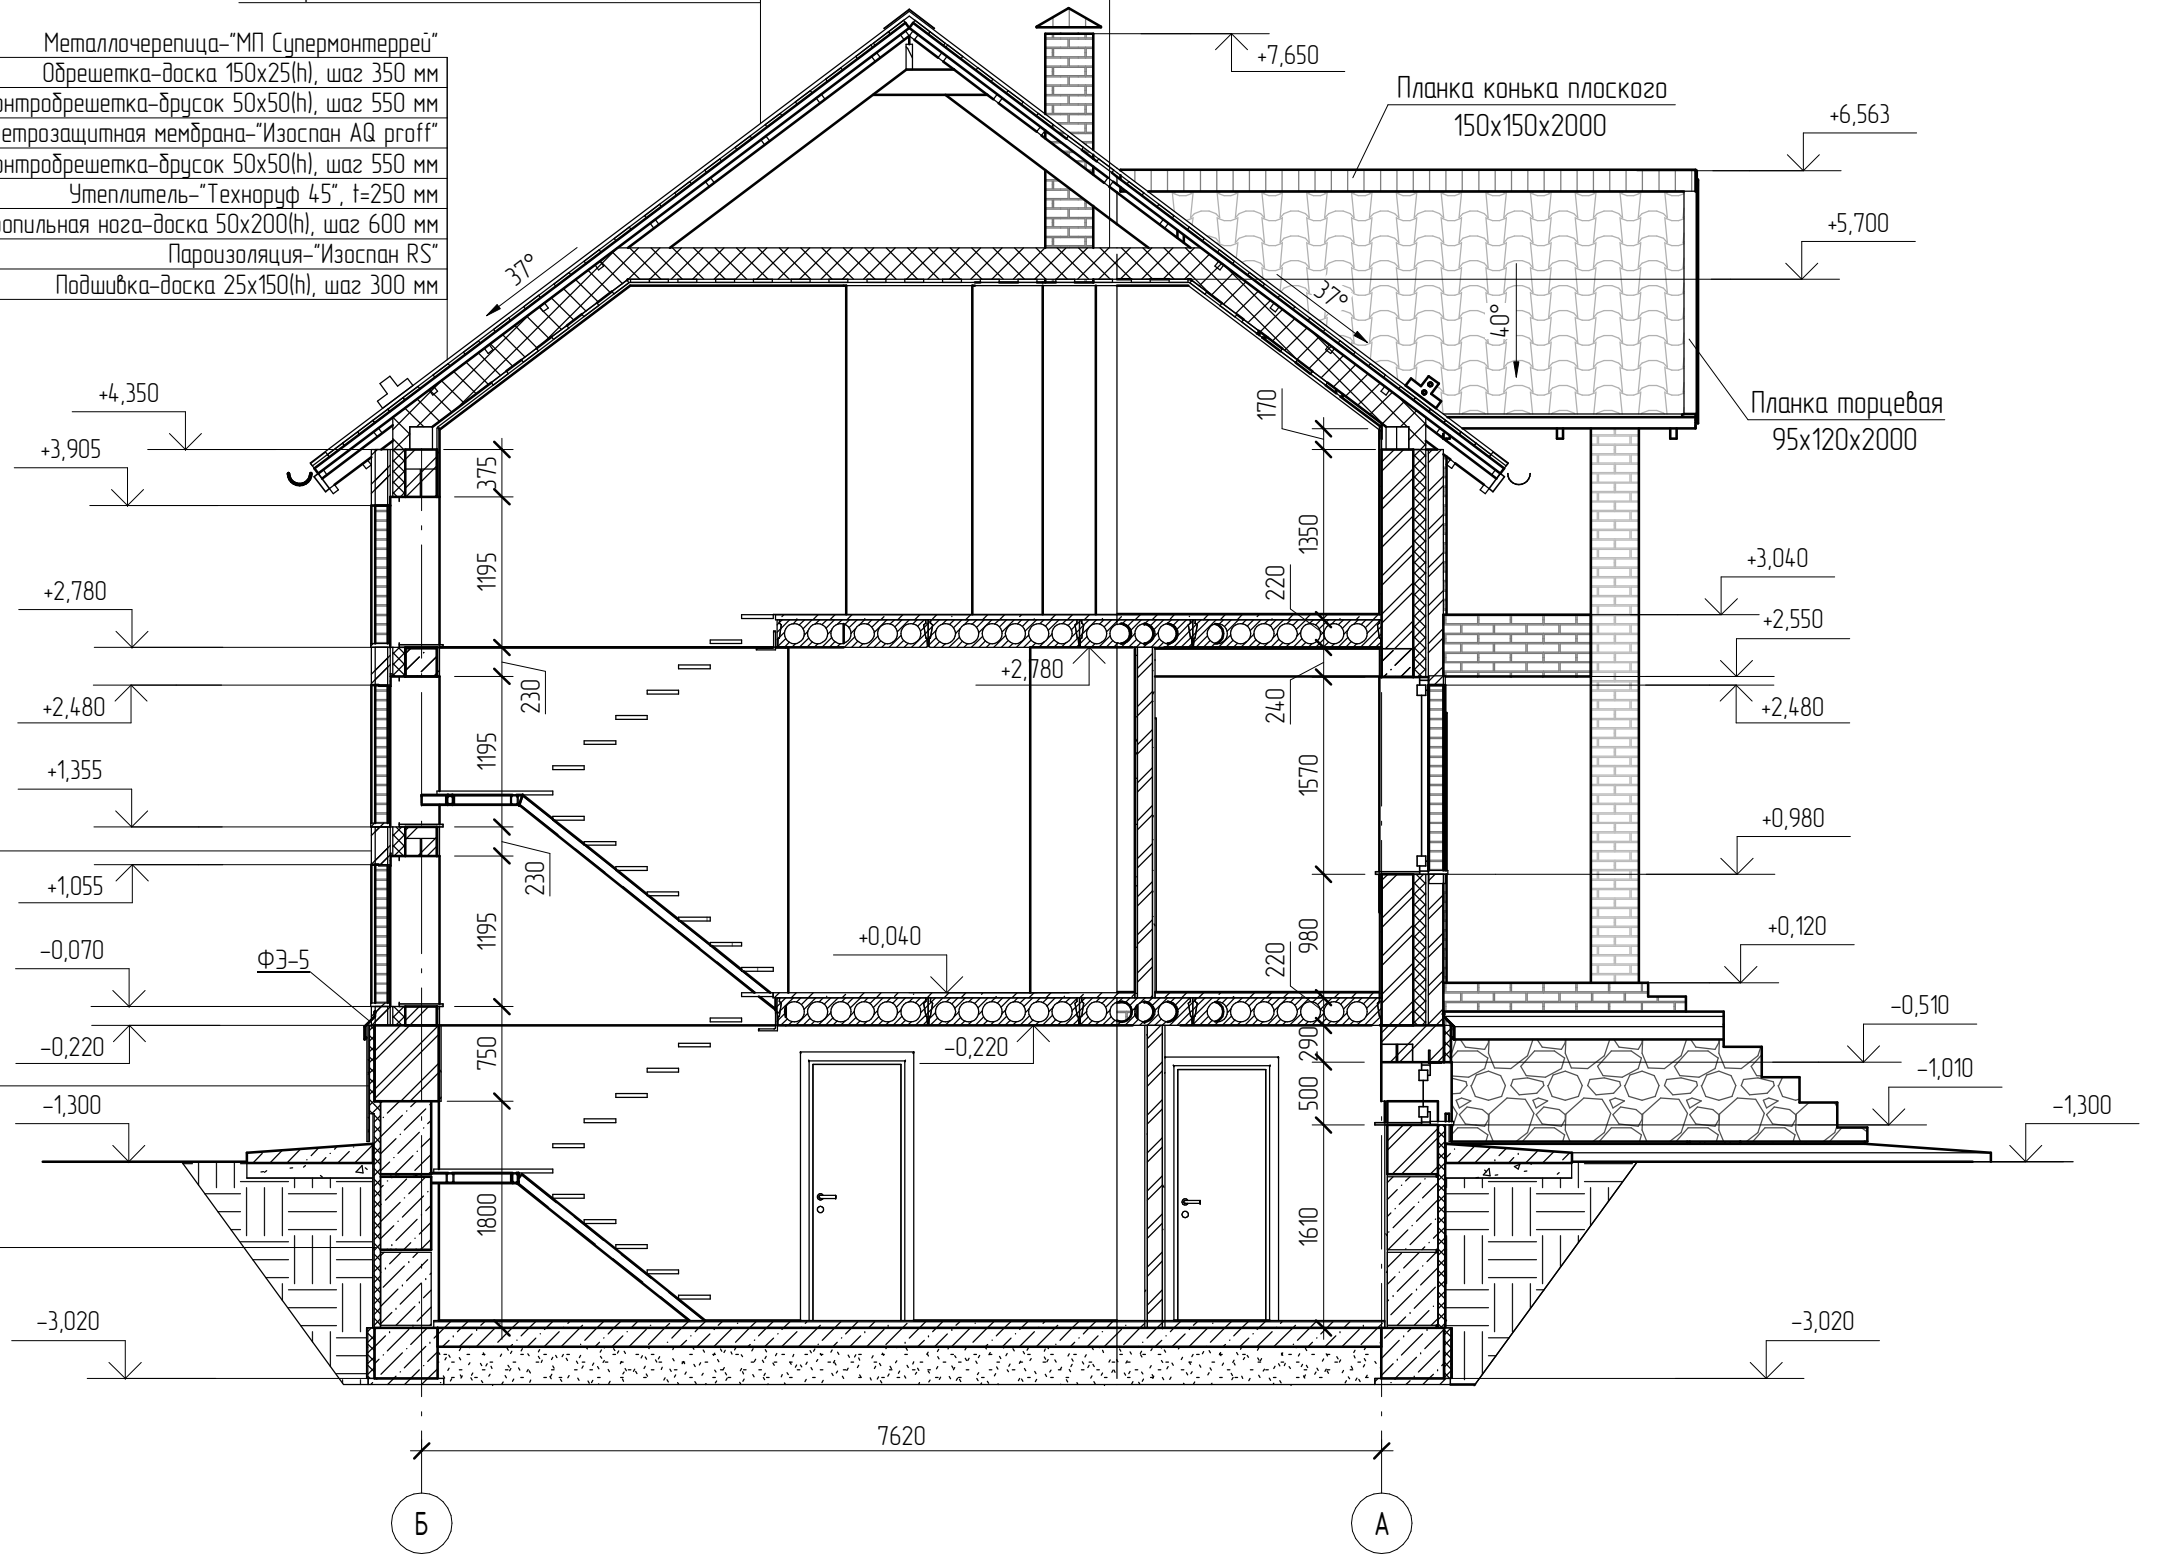 Металлочерепица-"МП Супермонтеррей"
Обрешетка-доска 150х25(h), шаг 350 мм
онтробрешетка-брусок 50х50(h), шаг 550 мм
етрозащитная мембрана-"Изоспан AQ proff"
онтробрешетка-брусок 50х50(h), шаг 550 мм
Утеплитель-"Техноруф 45", t=250 мм
опильная нога-доска 50х200(h), шаг 600 мм
Пароизоляция-"Изоспан RS"
Подшивка-доска 25х150(h), шаг 300 мм
+7,650
Планка конька плоского
150х150х2000
+6,563
+5,700
37°
37°
40°
Планка торцевая
95х120х2000
+4,350
+3,905
+2,780
+2,480
+1,355
+1,055
-0,070
ФЭ-5
-0,220
-1,300
-3,020
375
1195
230
1195
230
1195
750
1800
+2,780
+0,040
-0,220
170
1350
220
240
1570
980
220
290
500
1610
+3,040
+2,550
+2,480
+0,980
+0,120
-0,510
-1,010
-1,300
-3,020
7620
Б
А